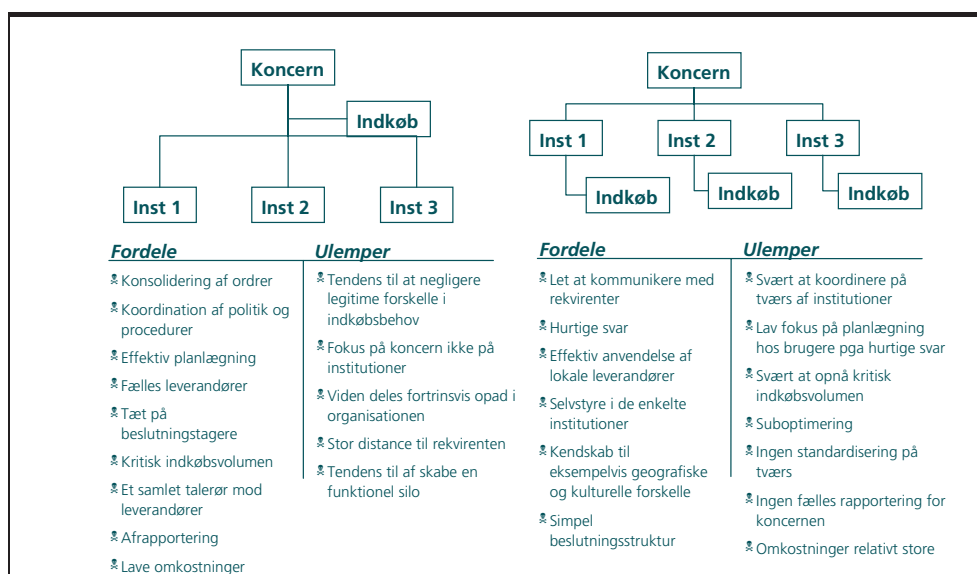 Koncern
Indkøb
Inst 1
Inst 2
Inst 3
Fordele
Konsolidering af ordrer
Koordination af politik og
procedurer
Effektiv planlægning
Fælles leverandører
Tæt på
beslutningstagere
Kritisk indkøbsvolumen
Et samlet talerør mod
leverandører
Afrapportering
Lave omkostninger
Ulemper
Tendens til at negligere
legitime forskelle i
indkøbsbehov
Fokus på koncern ikke på
institutioner
Viden deles fortrinsvis opad i
organisationen
Stor distance til rekvirenten
Tendens til af skabe en
funktionel silo
Koncern
Inst 1
Inst 2
Inst 3
Indkøb
Indkøb
Indkøb
Fordele
Let at kommunikere med
rekvirenter
Hurtige svar
Effektiv anvendelse af
lokale leverandører
Selvstyre i de enkelte
institutioner
Kendskab til
eksempelvis geografiske
og kulturelle forskelle
Simpel
beslutningsstruktur
Ulemper
Svært at koordinere på
tværs af institutioner
Lav fokus på planlægning
hos brugere pga hurtige svar
Svært at opnå kritisk
indkøbsvolumen
Suboptimering
Ingen standardisering på
tværs
Ingen fælles rapportering for
koncernen
Omkostninger relativt store